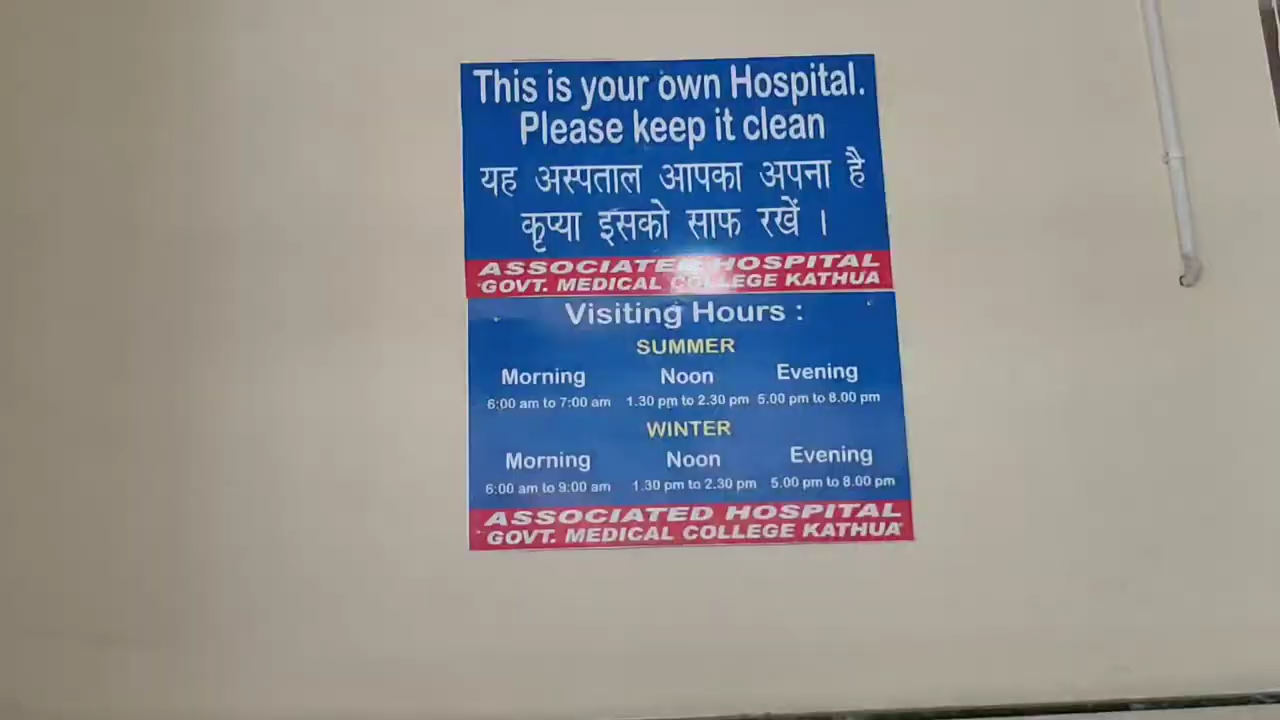 This is your own Hospital.
Please keep it clean
यह अस्पताल आपका अपना है
कृप्या इसको साफ रखें ।
ASSOCIATED HOSPITAL
GOVT. MEDICAL COLLEGE KATHUA
Visiting Hours :
SUMMER
Morning Noon Evening
6:00 am to 7:00 am 1.30 pm to 2.30 pm 5.00 pm to 8.00 pm
WINTER
Morning Noon Evening
6:00 am to 9:00 am 1.30 pm to 2.30 pm 5.00 pm to 8.00 pm
ASSOCIATED HOSPITAL
GOVT. MEDICAL COLLEGE KATHUA